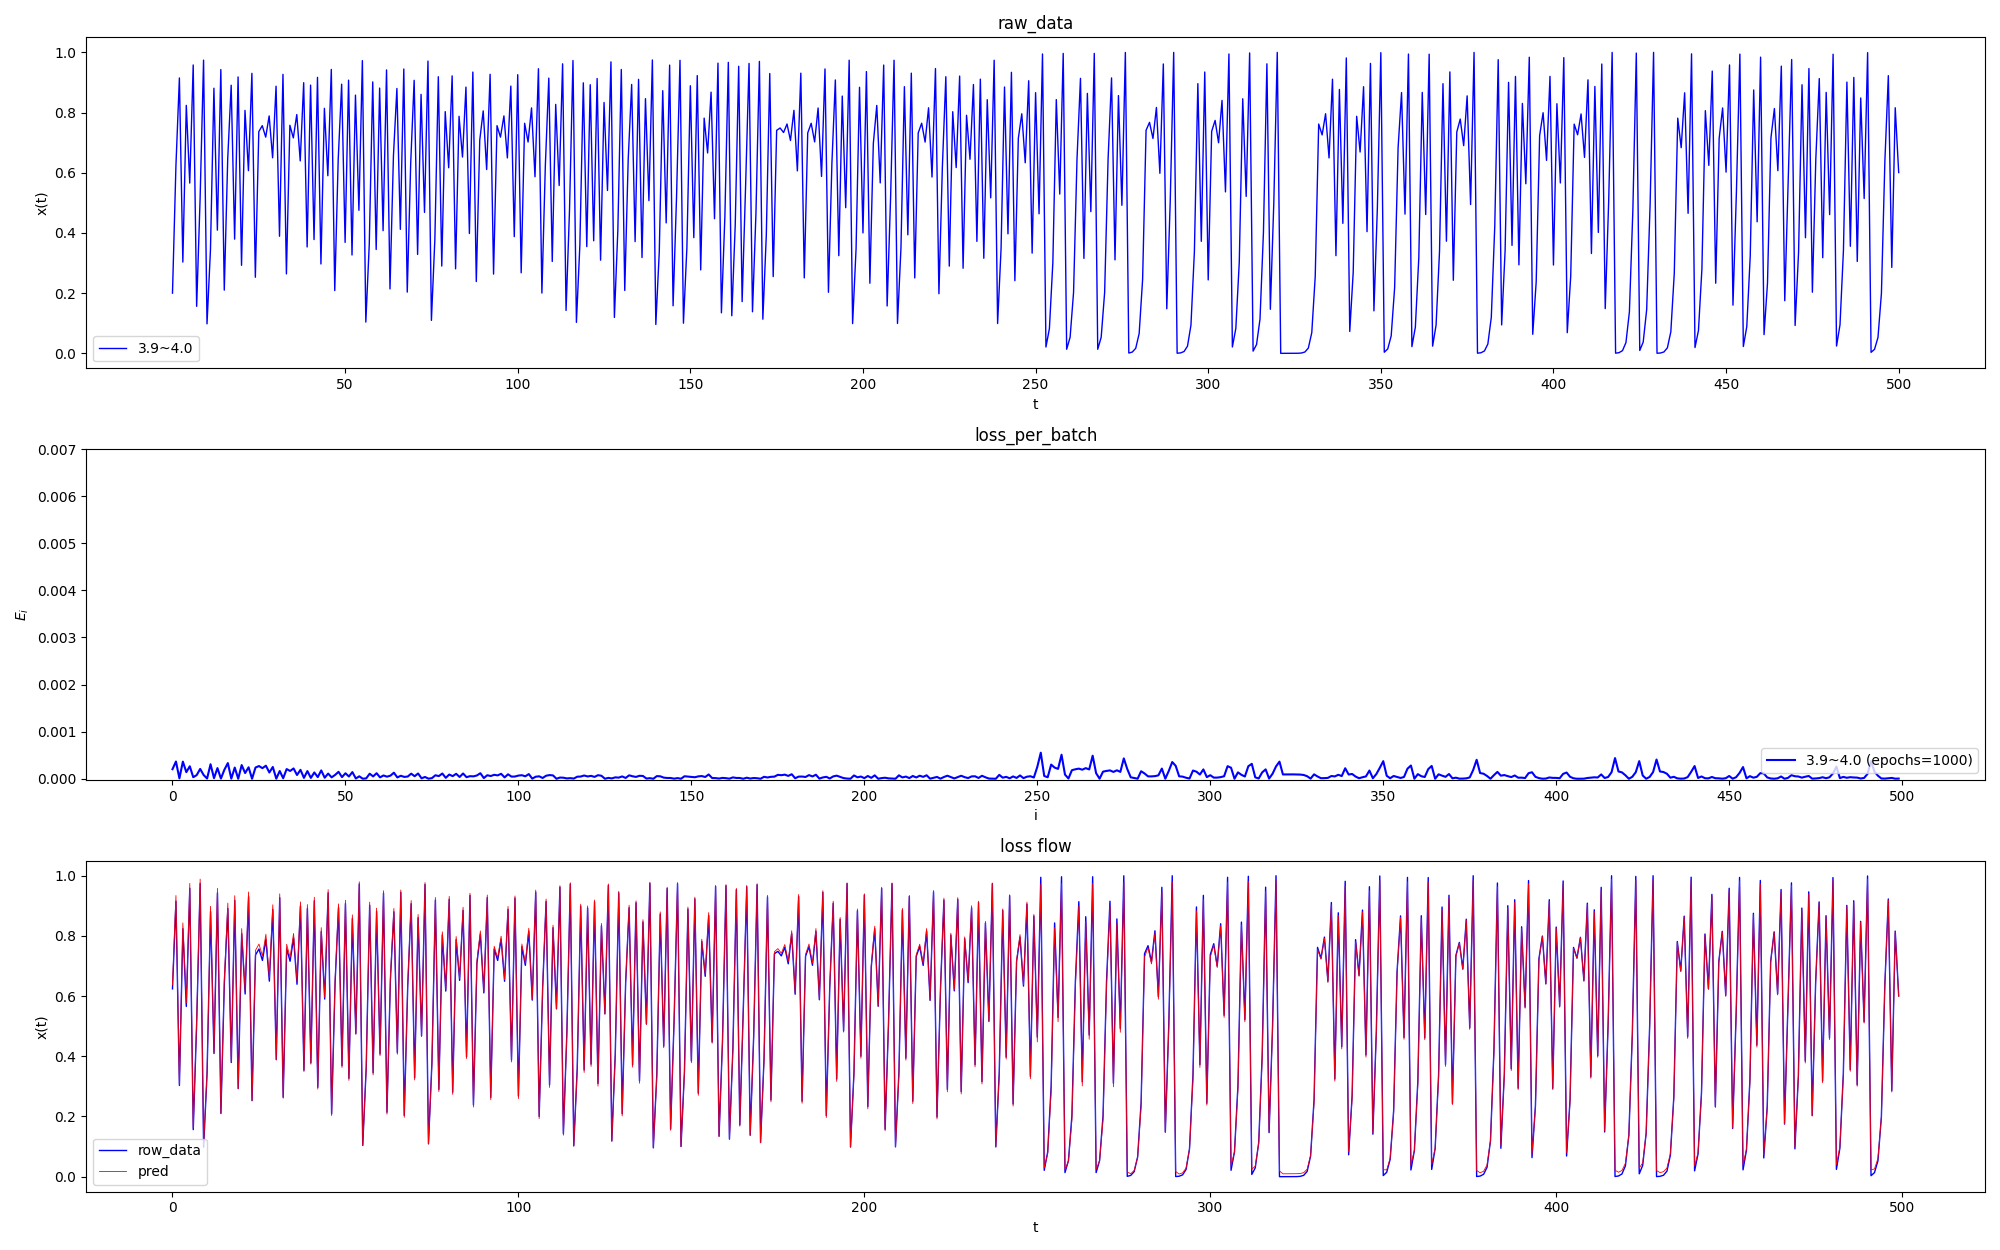 raw_data
1.0
0.8
0.6
0.4
0.2
0.0
x(t)
3.9~4.0
50 100 150 200 250 300 350 400 450 500
t
loss_per_batch
0.007
0.006
0.005
0.004
0.003
0.002
0.001
0.000
E_i
3.9~4.0 (epochs=1000)
0 50 100 150 200 250 300 350 400 450 500
i
loss flow
1.0
0.8
0.6
0.4
0.2
0.0
x(t)
row_data
pred
0 100 200 300 400 500
t